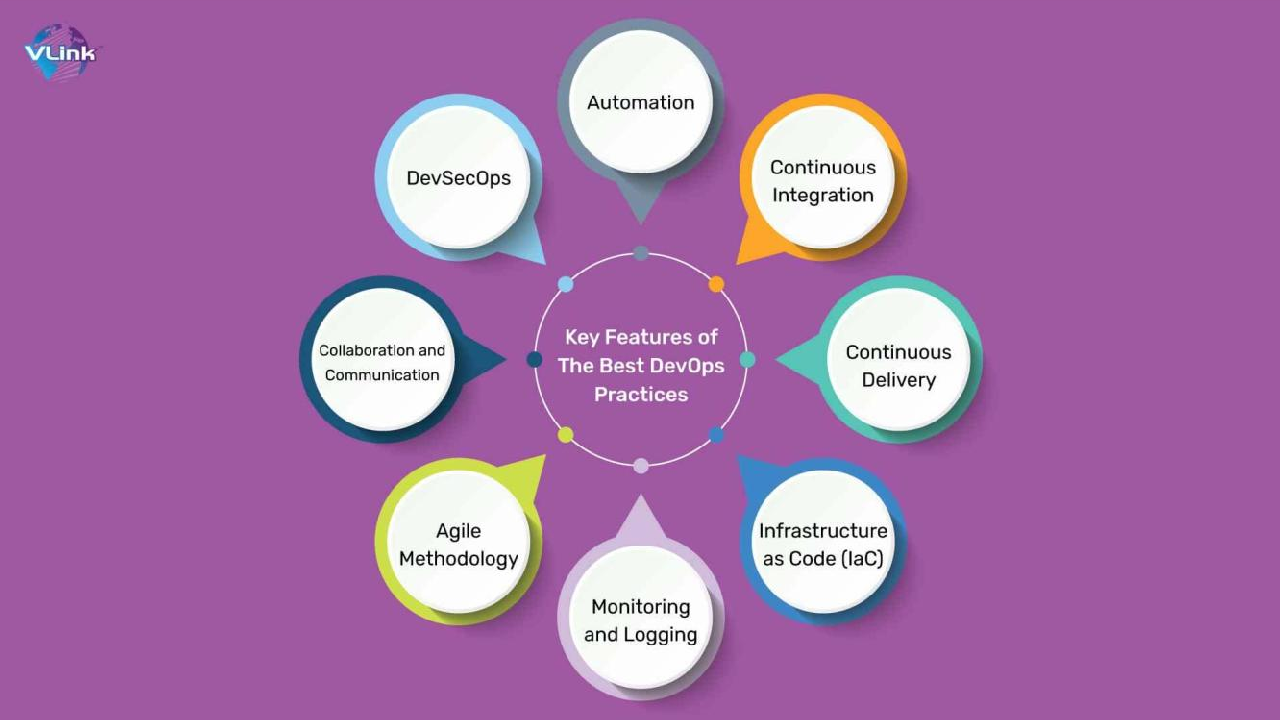 VLink
Automation
Continuous
Integration
Continuous
Delivery
Infrastructure
as Code (IaC)
Monitoring
and Logging
Agile
Methodology
Collaboration and
Communication
DevSecOps
Key Features of
The Best DevOps
Practices